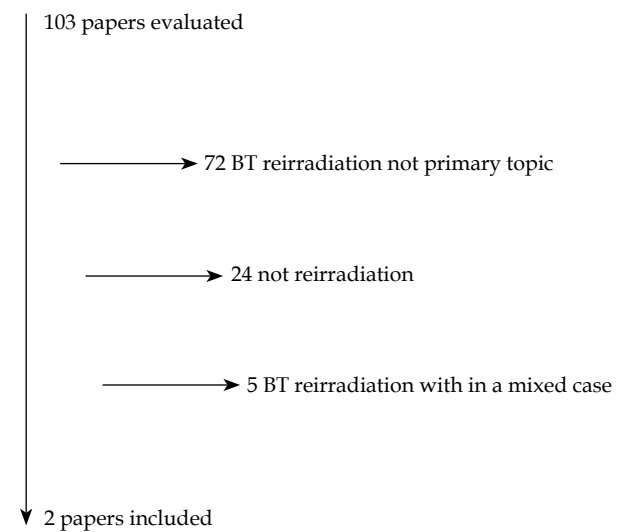 103 papers evaluated
72 BT reirradiation not primary topic
24 not reirradiation
5 BT reirradiation with in a mixed case
2 papers included